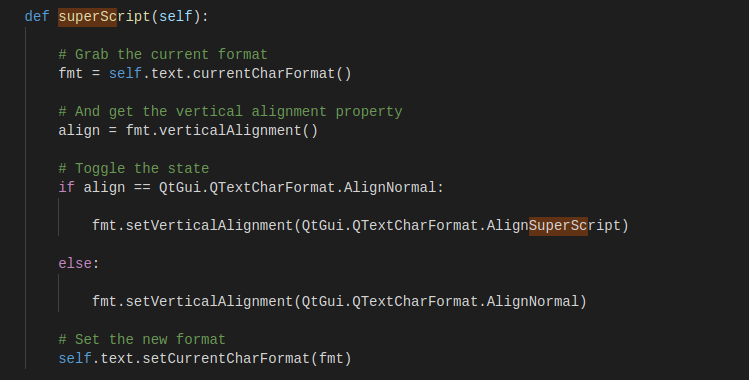 def superScript(self):
# Grab the current format
fmt = self.text.currentCharFormat()
# And get the vertical alignment property
align = fmt.verticalAlignment()
# Toggle the state
if align == QtGui.QTextCharFormat.AlignNormal:
fmt.setVerticalAlignment(QtGui.QTextCharFormat.AlignSuperScript)
else:
fmt.setVerticalAlignment(QtGui.QTextCharFormat.AlignNormal)
# Set the new format
self.text.setCurrentCharFormat(fmt)